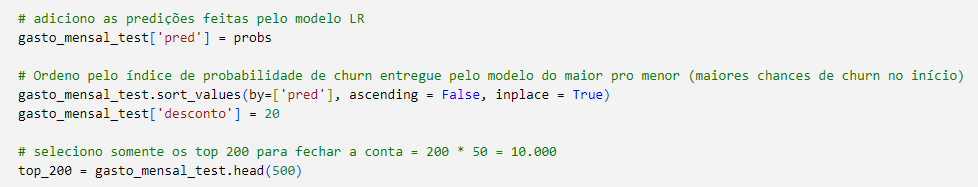 # adiciono as predições feitas pelo modelo LR
gasto_mensal_test['pred'] = probs
# Ordeno pelo índice de probabilidade de churn entregue pelo modelo do maior pro menor (maiores chances de churn no início)
gasto_mensal_test.sort_values(by=['pred'], ascending = False, inplace = True)
gasto_mensal_test['desconto'] = 20
# seleciono somente os top 200 para fechar a conta = 200 * 50 = 10.000
top_200 = gasto_mensal_test.head(500)